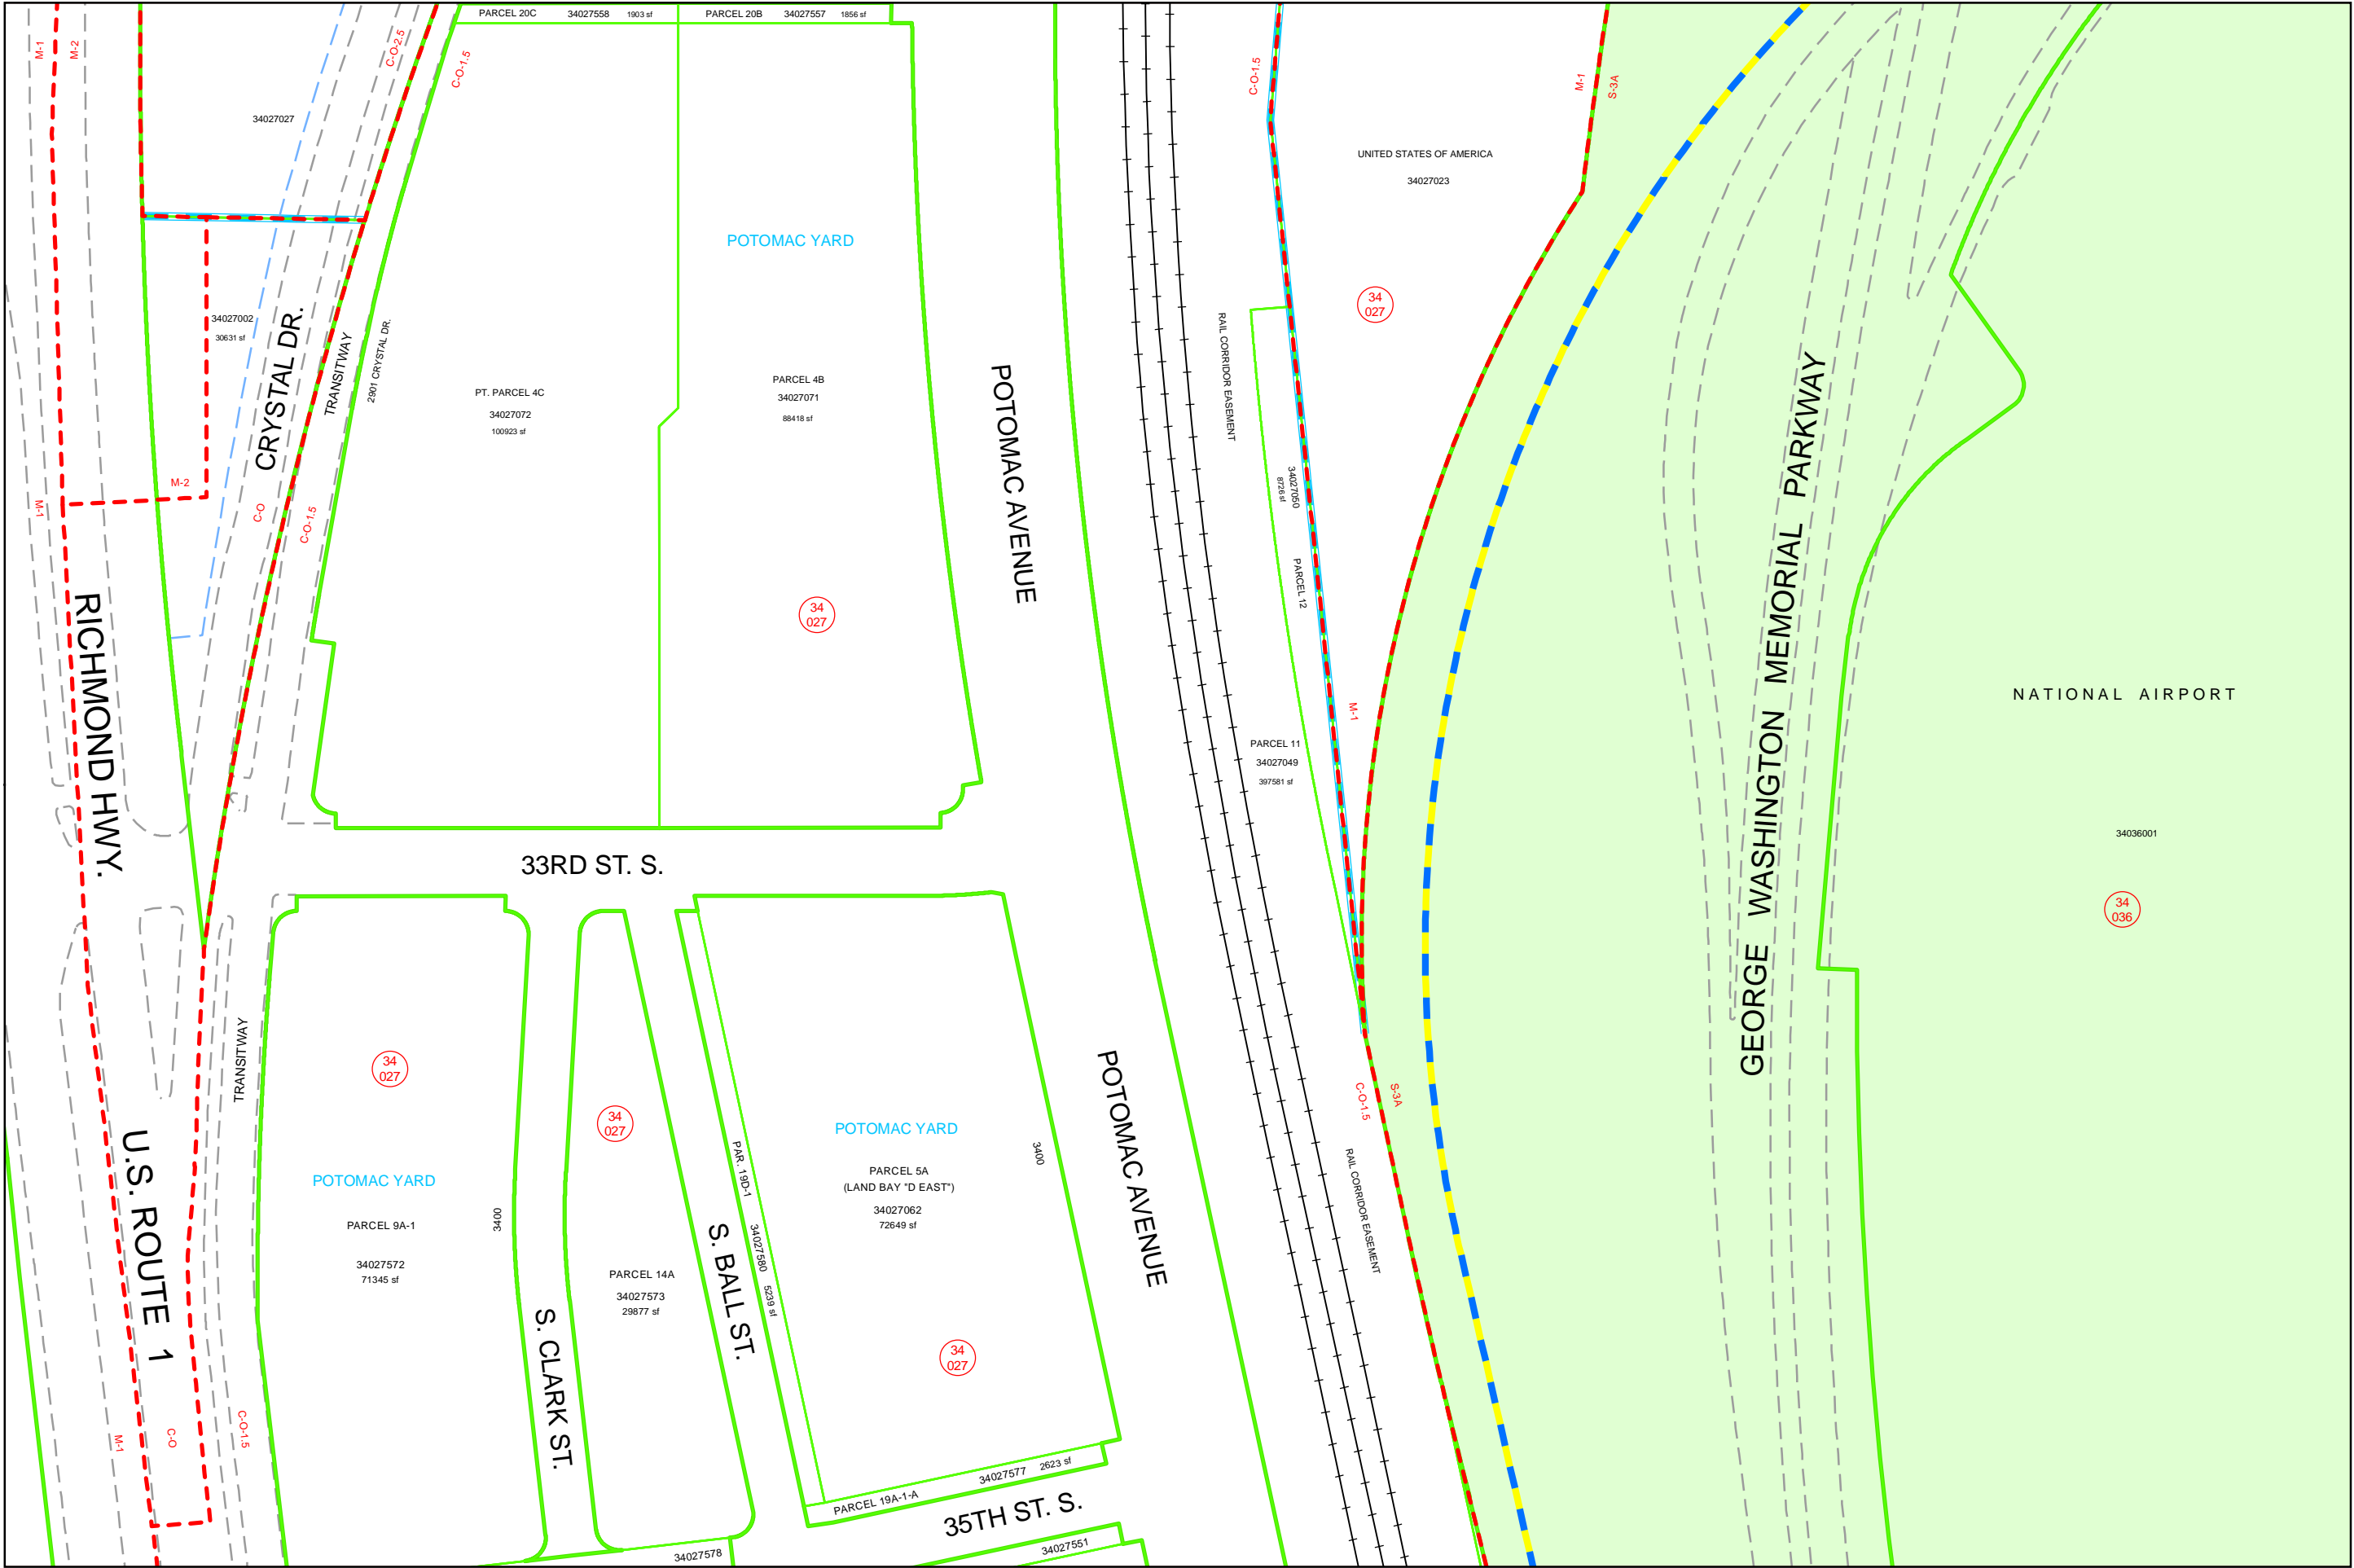 PARCEL 20C 34027558 1903 sf
PARCEL 20B 34027557 1856 sf
M-1
M-2
C-O-2.5
C-O-1.5
C-O-1.5
M-1
S-3A
34027027
UNITED STATES OF AMERICA
34027023
POTOMAC YARD
34
027
34027002
30631 sf
CRYSTAL DR.
TRANSITWAY
2901 CRYSTAL DR.
PT. PARCEL 4C
34027072
100923 sf
PARCEL 4B
34027071
88418 sf
POTOMAC AVENUE
RAIL CORRIDOR EASEMENT
34027050
8726 sf
PARCEL 12
M-2
M-1
C-O
C-O-1.5
34
027
RICHMOND HWY.
GEORGE WASHINGTON MEMORIAL PARKWAY
NATIONAL AIRPORT
34036001
34
036
M-1
PARCEL 11
34027049
397581 sf
33RD ST. S.
TRANSITWAY
34
027
34
027
POTOMAC YARD
PARCEL 9A-1
34027572
71345 sf
3400
U.S. ROUTE 1
S. CLARK ST.
PARCEL 14A
34027573
29877 sf
S. BALL ST.
PAR. 19D-1 34027580 5239 sf
POTOMAC YARD
PARCEL 5A
(LAND BAY "D EAST")
34027062
72649 sf
3400
34
027
POTOMAC AVENUE
C-O-1.5
S-3A
RAIL CORRIDOR EASEMENT
M-1
C-O
C-O-1.5
PARCEL 19A-1-A 34027577 2623 sf
35TH ST. S.
34027578
34027551